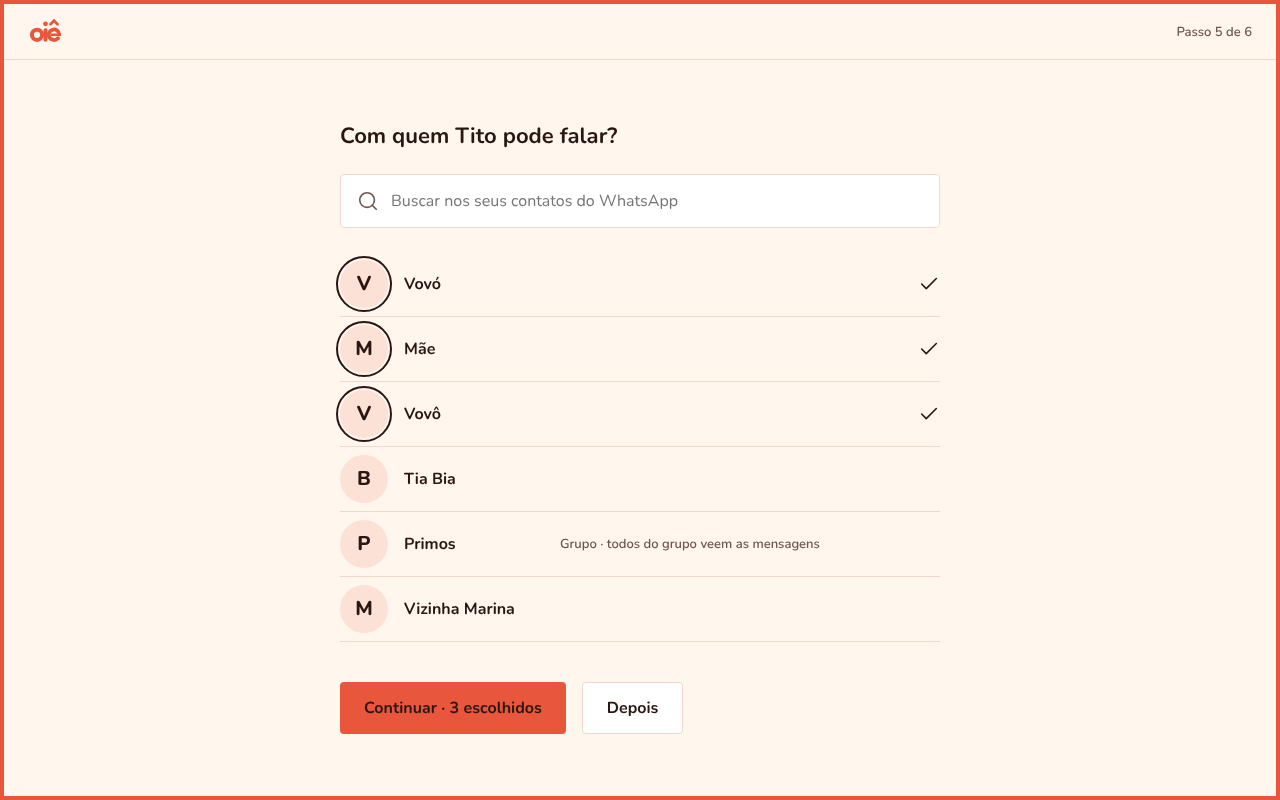 oiê
Passo 5 de 6
Com quem Tito pode falar?
Buscar nos seus contatos do WhatsApp
V Vovó
M Mãe
V Vovô
B Tia Bia
P Primos Grupo · todos do grupo veem as mensagens
M Vizinha Marina
Continuar · 3 escolhidos Depois